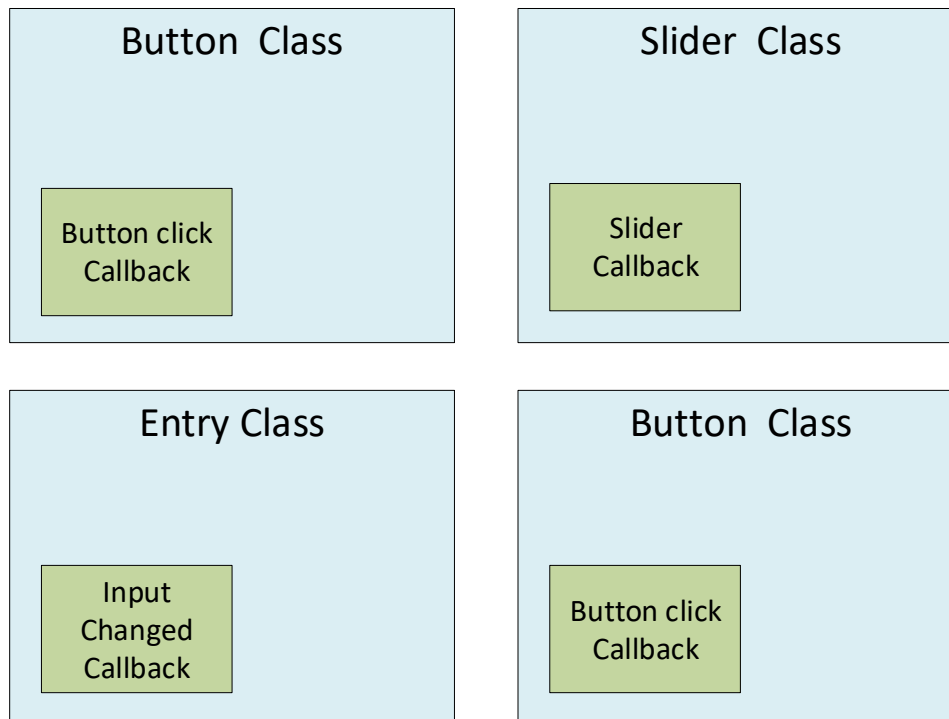 Button  Class
Button click
Callback
Slider  Class
Slider
Callback
Entry Class
Input
Changed
Callback
Button  Class
Button click
Callback